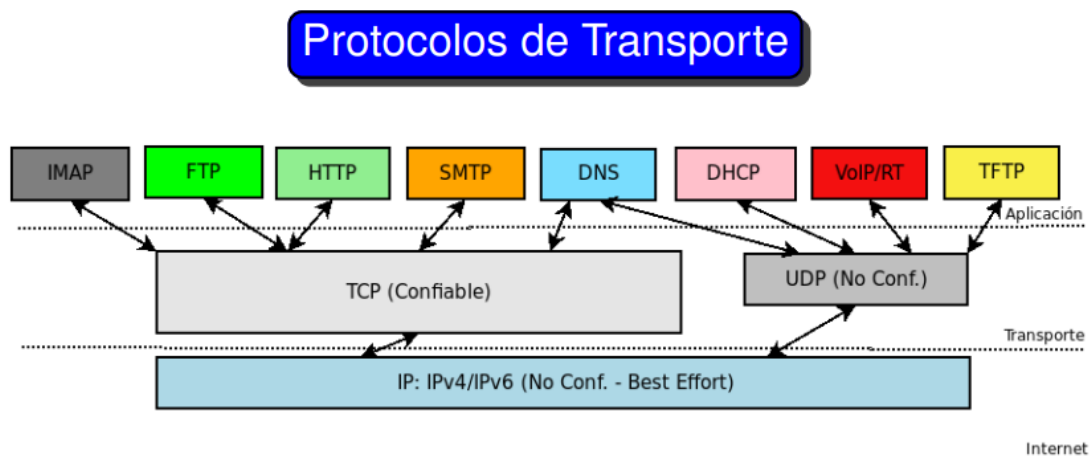 Protocolos de Transporte
IMAP
FTP
HTTP
SMTP
DNS
DHCP
VoIP/RT
TFTP
Aplicación
TCP (Confiable)
UDP (No Conf.)
Transporte
IP: IPv4/IPv6 (No Conf. - Best Effort)
Internet